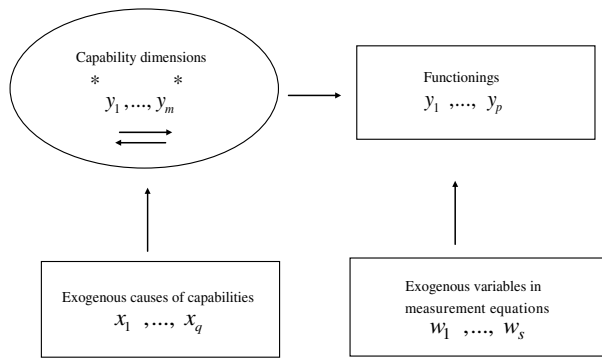 Capability dimensions
* *
y₁ ,..., yₘ
Functionings
y₁ ,..., yₚ
Exogenous causes of capabilities
x₁ ,..., x_q
Exogenous variables in
measurement equations
w₁ ,..., wₛ